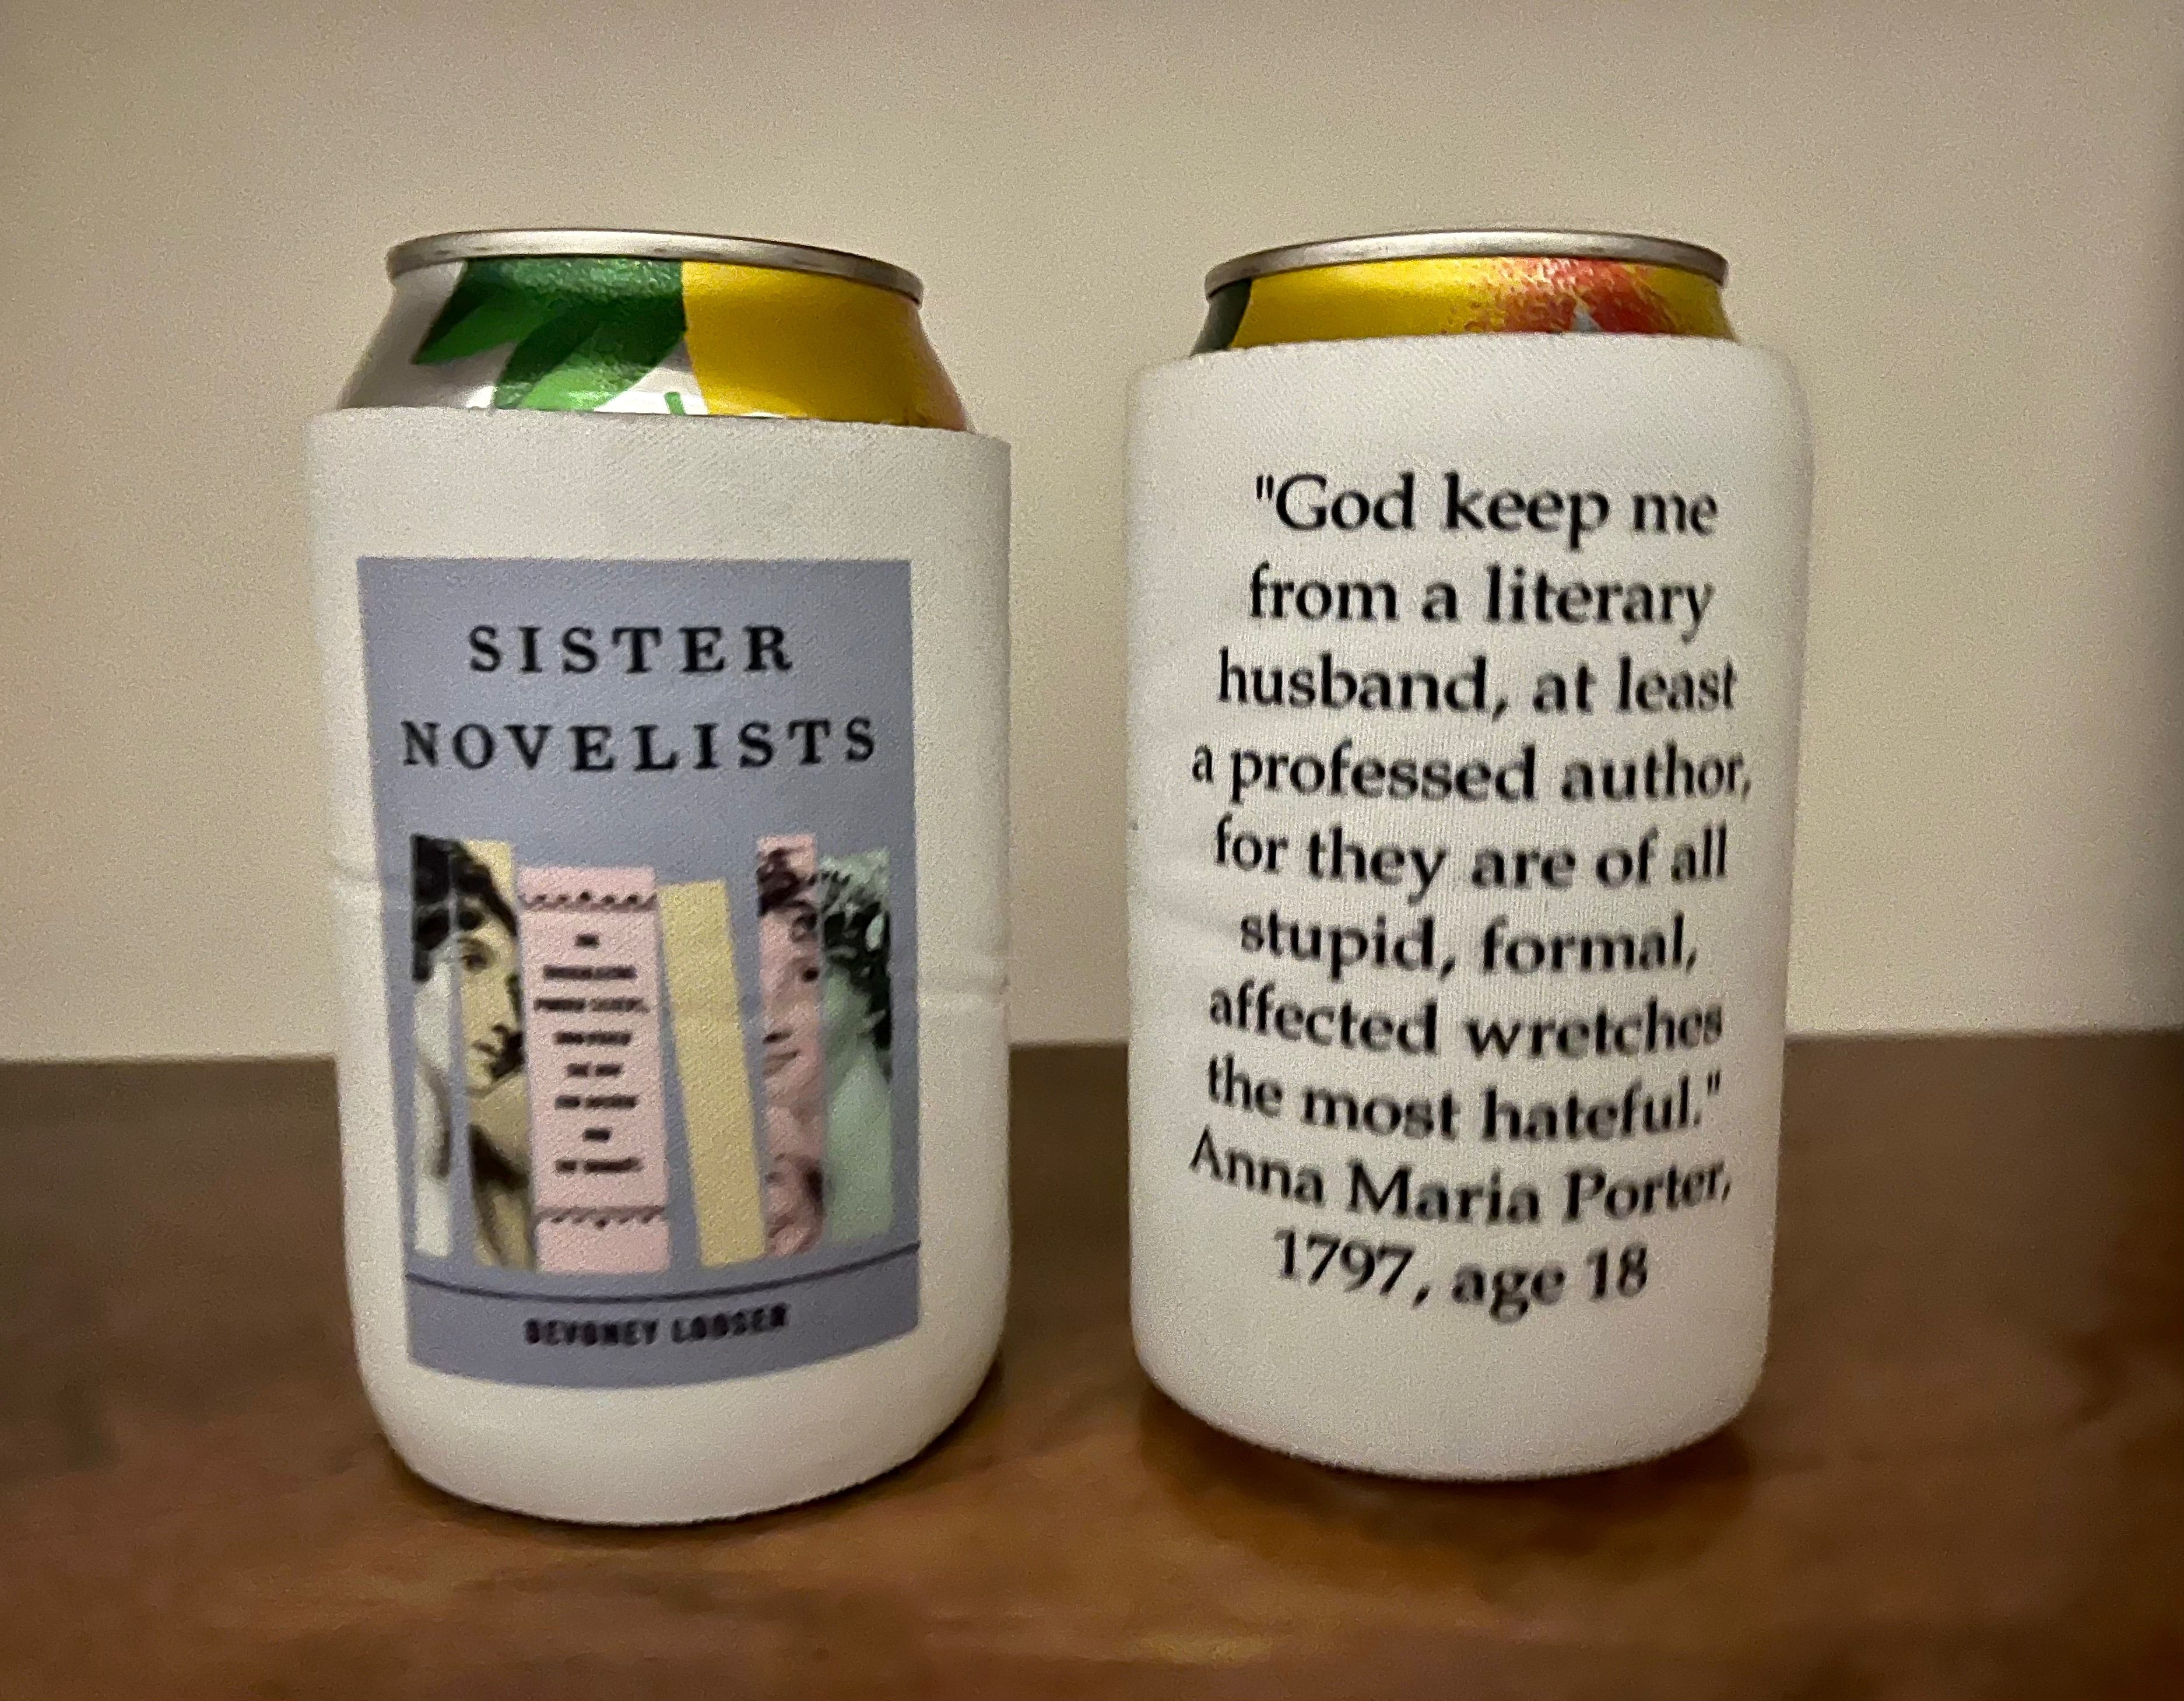 SISTER
NOVELISTS
DEVONEY LOOSER
"God keep me
from a literary
husband, at least
a professed author,
for they are of all
stupid, formal,
affected wretches
the most hateful."
Anna Maria Porter,
1797, age 18